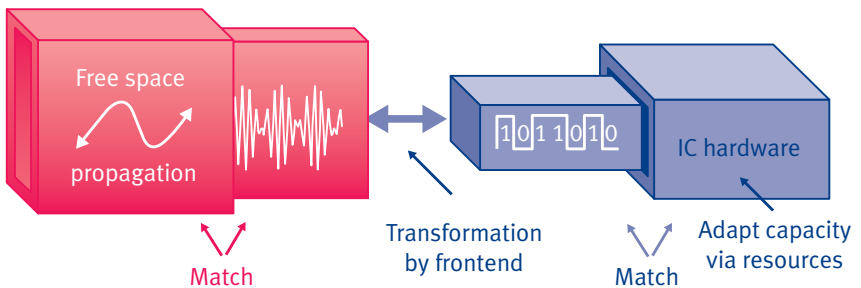 Free space
propagation
1 0 1 1 0 1 0
IC hardware
Transformation
by frontend
Adapt capacity
via resources
Match
Match